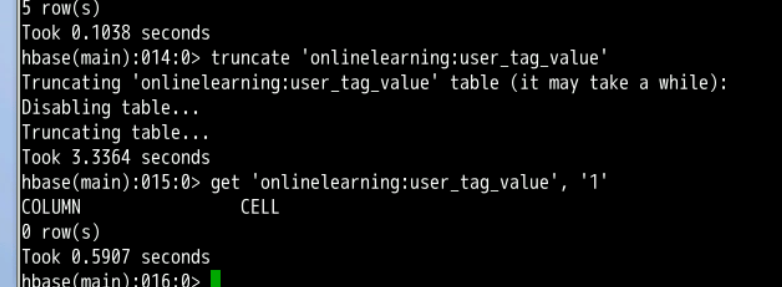 5 row(s)
Took 0.1038 seconds
hbase(main):014:0> truncate 'onlinelearning:user_tag_value'
Truncating 'onlinelearning:user_tag_value' table (it may take a while):
Disabling table...
Truncating table...
Took 3.3364 seconds
hbase(main):015:0> get 'onlinelearning:user_tag_value', '1'
COLUMN CELL
0 row(s)
Took 0.5907 seconds
hbase(main):016:0>